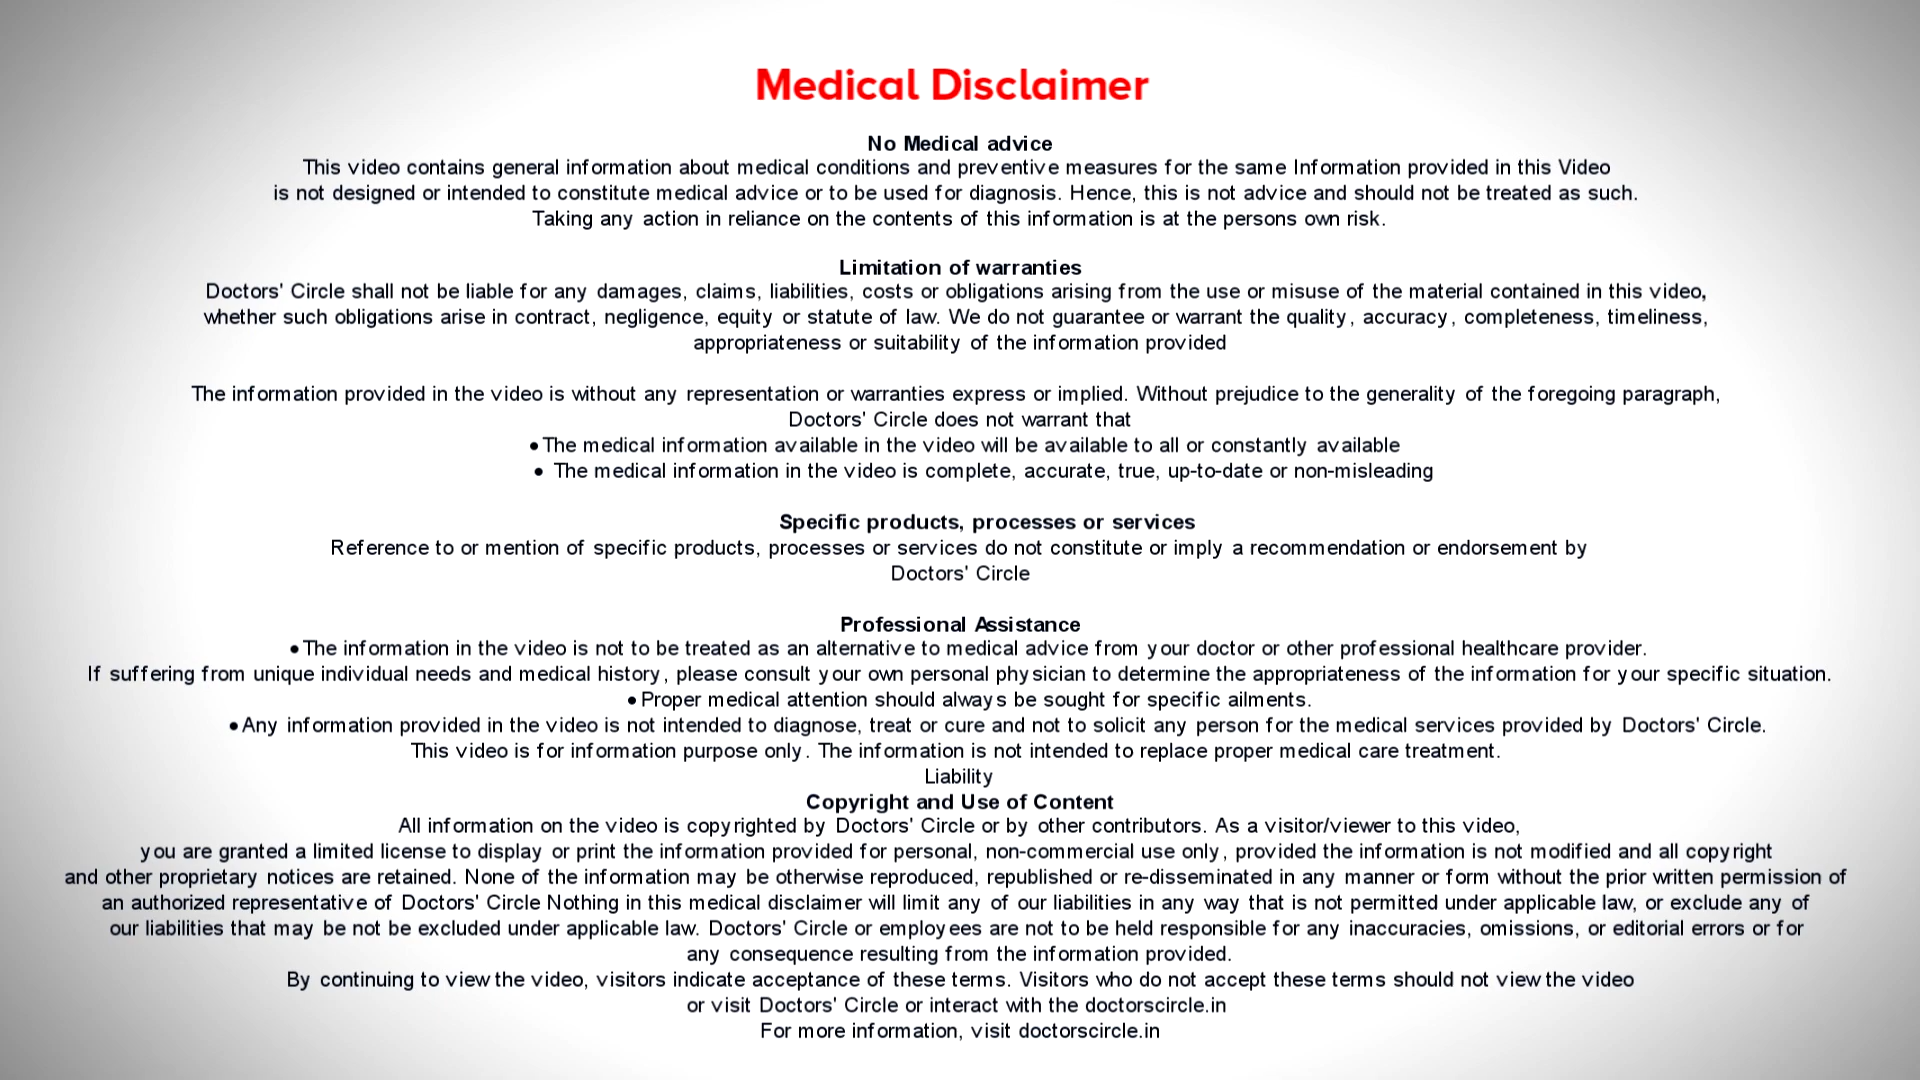 Medical Disclaimer
No Medical advice
This video contains general information about medical conditions and preventive measures for the same Information provided in this Video
is not designed or intended to constitute medical advice or to be used for diagnosis. Hence, this is not advice and should not be treated as such.
Taking any action in reliance on the contents of this information is at the persons own risk.
Limitation of warranties
Doctors' Circle shall not be liable for any damages, claims, liabilities, costs or obligations arising from the use or misuse of the material contained in this video,
whether such obligations arise in contract, negligence, equity or statute of law. We do not guarantee or warrant the quality, accuracy, completeness, timeliness,
appropriateness or suitability of the information provided
The information provided in the video is without any representation or warranties express or implied. Without prejudice to the generality of the foregoing paragraph,
Doctors' Circle does not warrant that
• The medical information available in the video will be available to all or constantly available
• The medical information in the video is complete, accurate, true, up-to-date or non-misleading
Specific products, processes or services
Reference to or mention of specific products, processes or services do not constitute or imply a recommendation or endorsement by
Doctors' Circle
Professional Assistance
• The information in the video is not to be treated as an alternative to medical advice from your doctor or other professional healthcare provider.
If suffering from unique individual needs and medical history, please consult your own personal physician to determine the appropriateness of the information for your specific situation.
• Proper medical attention should always be sought for specific ailments.
• Any information provided in the video is not intended to diagnose, treat or cure and not to solicit any person for the medical services provided by Doctors' Circle.
This video is for information purpose only. The information is not intended to replace proper medical care treatment.
Liability
Copyright and Use of Content
All information on the video is copyrighted by Doctors' Circle or by other contributors. As a visitor/viewer to this video,
you are granted a limited license to display or print the information provided for personal, non-commercial use only, provided the information is not modified and all copyright
and other proprietary notices are retained. None of the information may be otherwise reproduced, republished or re-disseminated in any manner or form without the prior written permission of
an authorized representative of Doctors' Circle Nothing in this medical disclaimer will limit any of our liabilities in any way that is not permitted under applicable law, or exclude any of
our liabilities that may be not be excluded under applicable law. Doctors' Circle or employees are not to be held responsible for any inaccuracies, omissions, or editorial errors or for
any consequence resulting from the information provided.
By continuing to view the video, visitors indicate acceptance of these terms. Visitors who do not accept these terms should not view the video
or visit Doctors' Circle or interact with the doctorscircle.in
For more information, visit doctorscircle.in